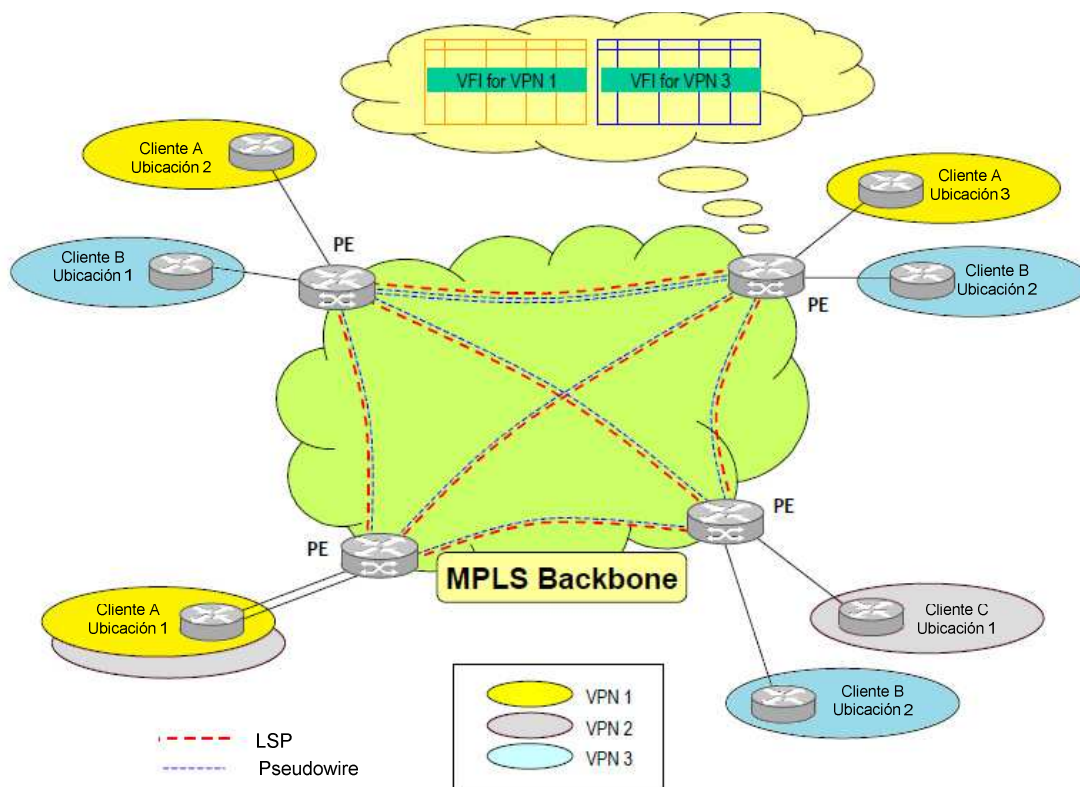 VFI for VPN 1
VFI for VPN 3
Cliente A
Ubicación 2
Cliente A
Ubicación 3
PE
Cliente B
Ubicación 1
PE
Cliente B
Ubicación 2
PE
PE
MPLS Backbone
Cliente A
Ubicación 1
Cliente C
Ubicación 1
Cliente B
Ubicación 2
VPN 1
VPN 2
VPN 3
LSP
Pseudowire